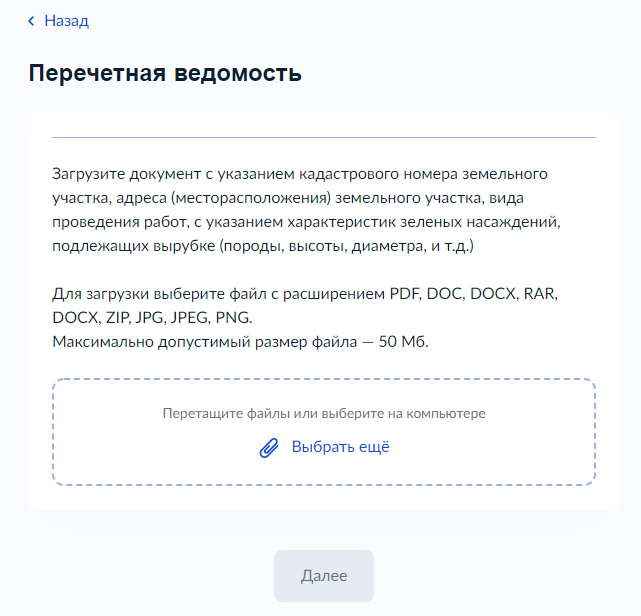 Назад
Перечетная ведомость
Загрузите документ с указанием кадастрового номера земельного
участка, адреса (месторасположения) земельного участка, вида
проведения работ, с указанием характеристик зеленых насаждений,
подлежащих вырубке (породы, высоты, диаметра, и т.д.)
Для загрузки выберите файл с расширением PDF, DOC, DOCX, RAR,
DOCX, ZIP, JPG, JPEG, PNG.
Максимально допустимый размер файла — 50 Мб.
Перетащите файлы или выберите на компьютере
Выбрать ещё
Далее